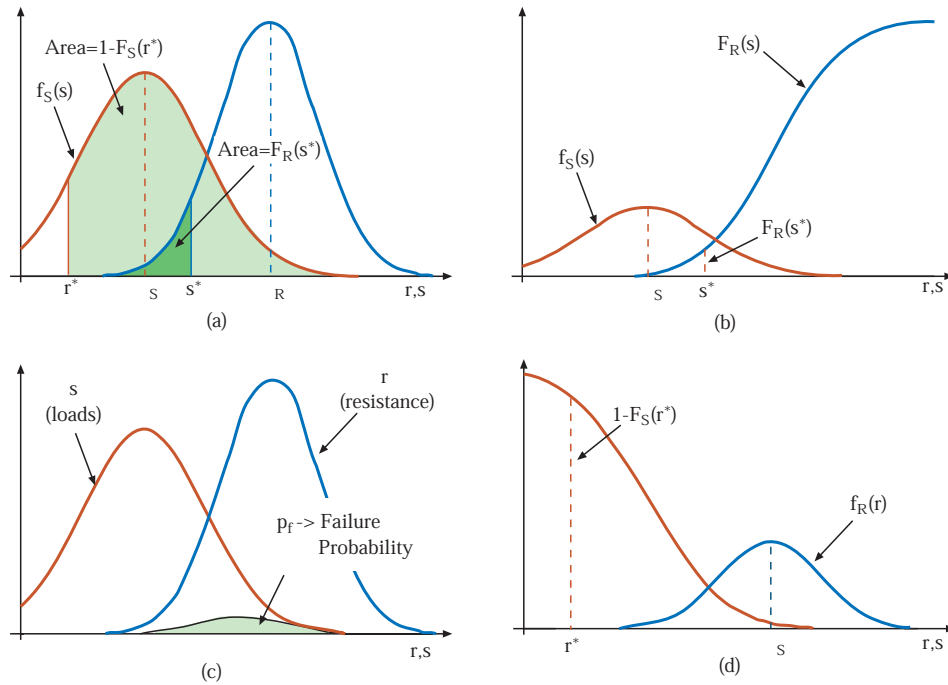 Area=1-F_S(r*)
f_S(s)
Area=F_R(s*)
r*
S
s*
R
r,s
(a)
F_R(s)
f_S(s)
F_R(s*)
S
s*
r,s
(b)
s
(loads)
r
(resistance)
p_f -> Failure
Probability
r,s
(c)
1-F_S(r*)
f_R(r)
r*
S
r,s
(d)